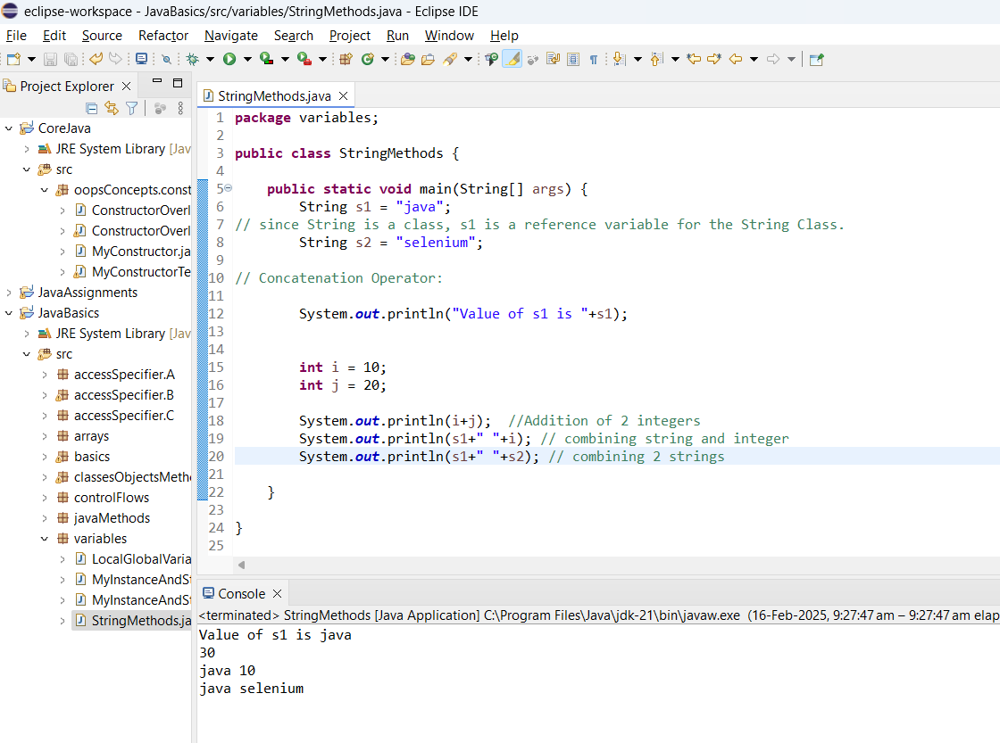 eclipse-workspace - JavaBasics/src/variables/StringMethods.java - Eclipse IDE
File Edit Source Refactor Navigate Search Project Run Window Help
Project Explorer
CoreJava
JRE System Library [Jav
src
oopsConcepts.const
ConstructorOverl
ConstructorOverl
MyConstructor.ja
MyConstructorTe
JavaAssignments
JavaBasics
JRE System Library [Jav
src
accessSpecifier.A
accessSpecifier.B
accessSpecifier.C
arrays
basics
classesObjectsMetho
controlFlows
javaMethods
variables
LocalGlobalVaria
MyInstanceAndSt
MyInstanceAndSt
StringMethods.ja
StringMethods.java
1 package variables;
2
3 public class StringMethods {
4
5 public static void main(String[] args) {
6 String s1 = "java";
7 // since String is a class, s1 is a reference variable for the String Class.
8 String s2 = "selenium";
9
10 // Concatenation Operator:
11
12 System.out.println("Value of s1 is "+s1);
13
14
15 int i = 10;
16 int j = 20;
17
18 System.out.println(i+j); //Addition of 2 integers
19 System.out.println(s1+" "+i); // combining string and integer
20 System.out.println(s1+" "+s2); // combining 2 strings
21
22 }
23
24 }
25
Console
<terminated> StringMethods [Java Application] C:\Program Files\Java\jdk-21\bin\javaw.exe (16-Feb-2025, 9:27:47 am – 9:27:47 am elap
Value of s1 is java
30
java 10
java selenium